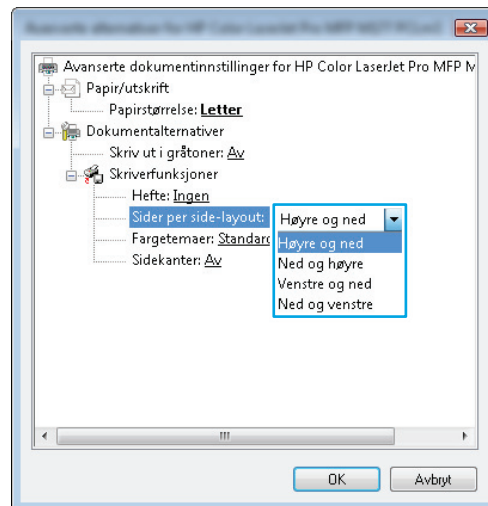 Avanserte dokumentinnstillinger for HP Color LaserJet Pro MFP M
Papir/utskrift
Papirstørrelse: Letter
Dokumentalternativer
Skriv ut i gråtoner: Av
Skriverfunksjoner
Hefte: Ingen
Sider per side-layout: Høyre og ned
Høyre og ned
Fargetemaer: Standard
Ned og høyre
Sidekanter: Av
Venstre og ned
Ned og venstre
OK Avbryt